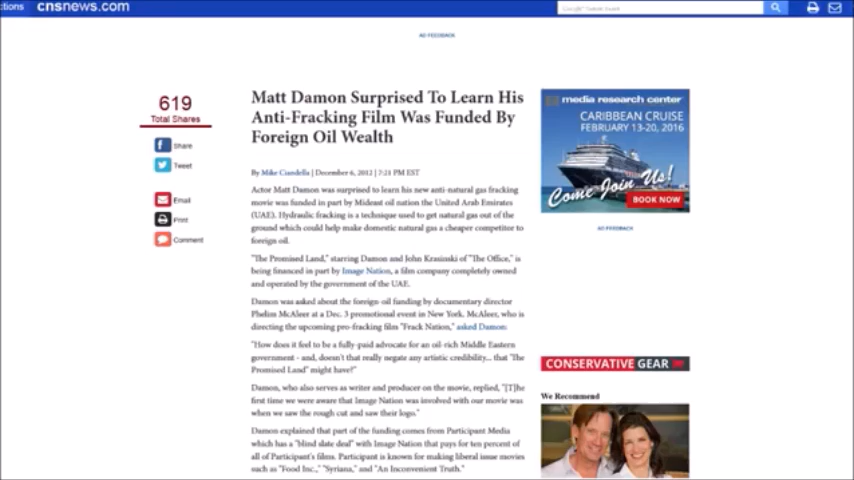 ctions
cnsnews.com
AD FEEDBACK
619
Total Shares
Share
Tweet
Email
Print
Comment
Matt Damon Surprised To Learn His
Anti-Fracking Film Was Funded By
Foreign Oil Wealth
By Mike Ciandella | December 6, 2012 | 7:21 PM EST
Actor Matt Damon was surprised to learn his new anti-natural gas fracking
movie was funded in part by Mideast oil nation the United Arab Emirates
(UAE). Hydraulic fracking is a technique used to get natural gas out of the
ground which could help make domestic natural gas a cheaper competitor to
foreign oil.
"The Promised Land," starring Damon and John Krasinski of "The Office," is
being financed in part by Image Nation, a film company completely owned
and operated by the government of the UAE.
Damon was asked about the foreign-oil funding by documentary director
Phelim McAleer at a Dec. 3 promotional event in New York. McAleer, who is
directing the upcoming pro-fracking film "Frack Nation," asked Damon:
"How does it feel to be a fully-paid advocate for an oil-rich Middle Eastern
government - and, doesn't that really negate any artistic credibility... that "The
Promised Land" might have?"
Damon, who also serves as writer and producer on the movie, replied, "[T]he
first time we were aware that Image Nation was involved with our movie was
when we saw the rough cut and saw their logo."
Damon explained that part of the funding comes from Participant Media
which has a "blind slate deal" with Image Nation that pays for ten percent of
all of Participant's films. Participant is known for making liberal issue movies
such as "Food Inc.," "Syriana," and "An Inconvenient Truth."
media research center
CARIBBEAN CRUISE
FEBRUARY 13-20, 2016
Come Join Us!
BOOK NOW
AD FEEDBACK
CONSERVATIVE GEAR
We Recommend